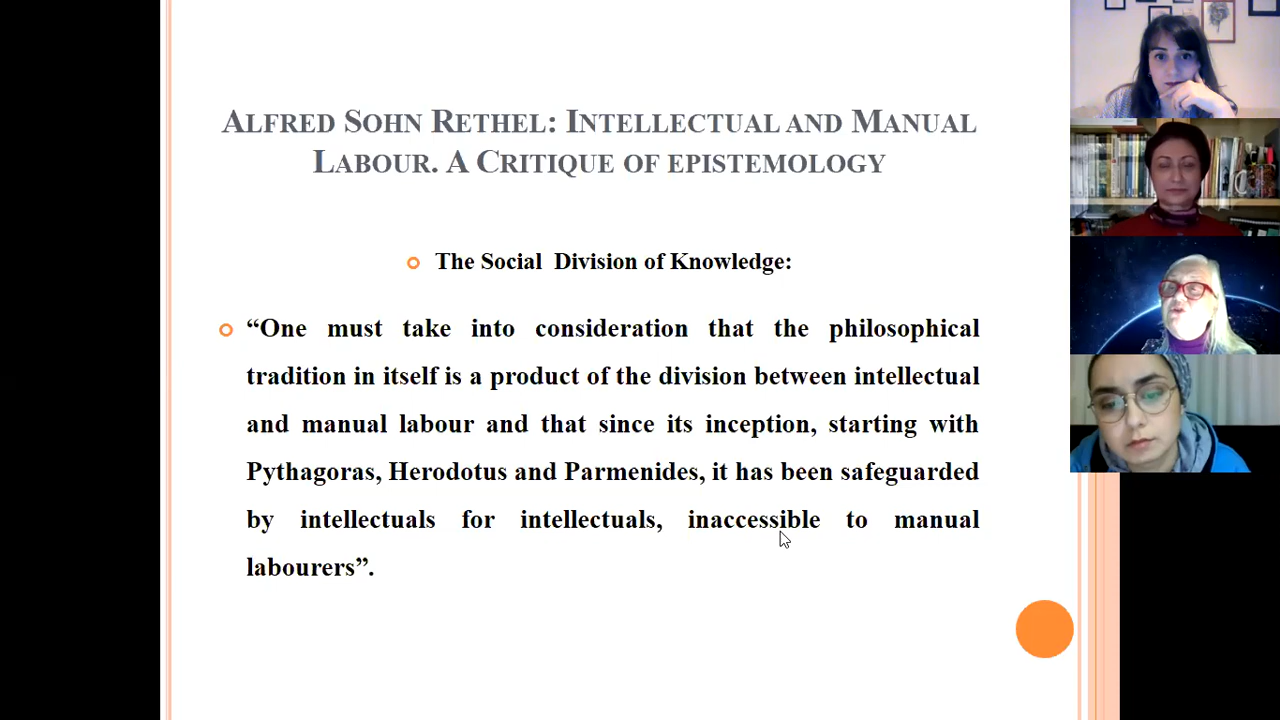 ALFRED SOHN RETHEL: INTELLECTUAL AND MANUAL
LABOUR. A CRITIQUE OF EPISTEMOLOGY
The Social Division of Knowledge:
“One must take into consideration that the philosophical
tradition in itself is a product of the division between intellectual
and manual labour and that since its inception, starting with
Pythagoras, Herodotus and Parmenides, it has been safeguarded
by intellectuals for intellectuals, inaccessible to manual
labourers”.